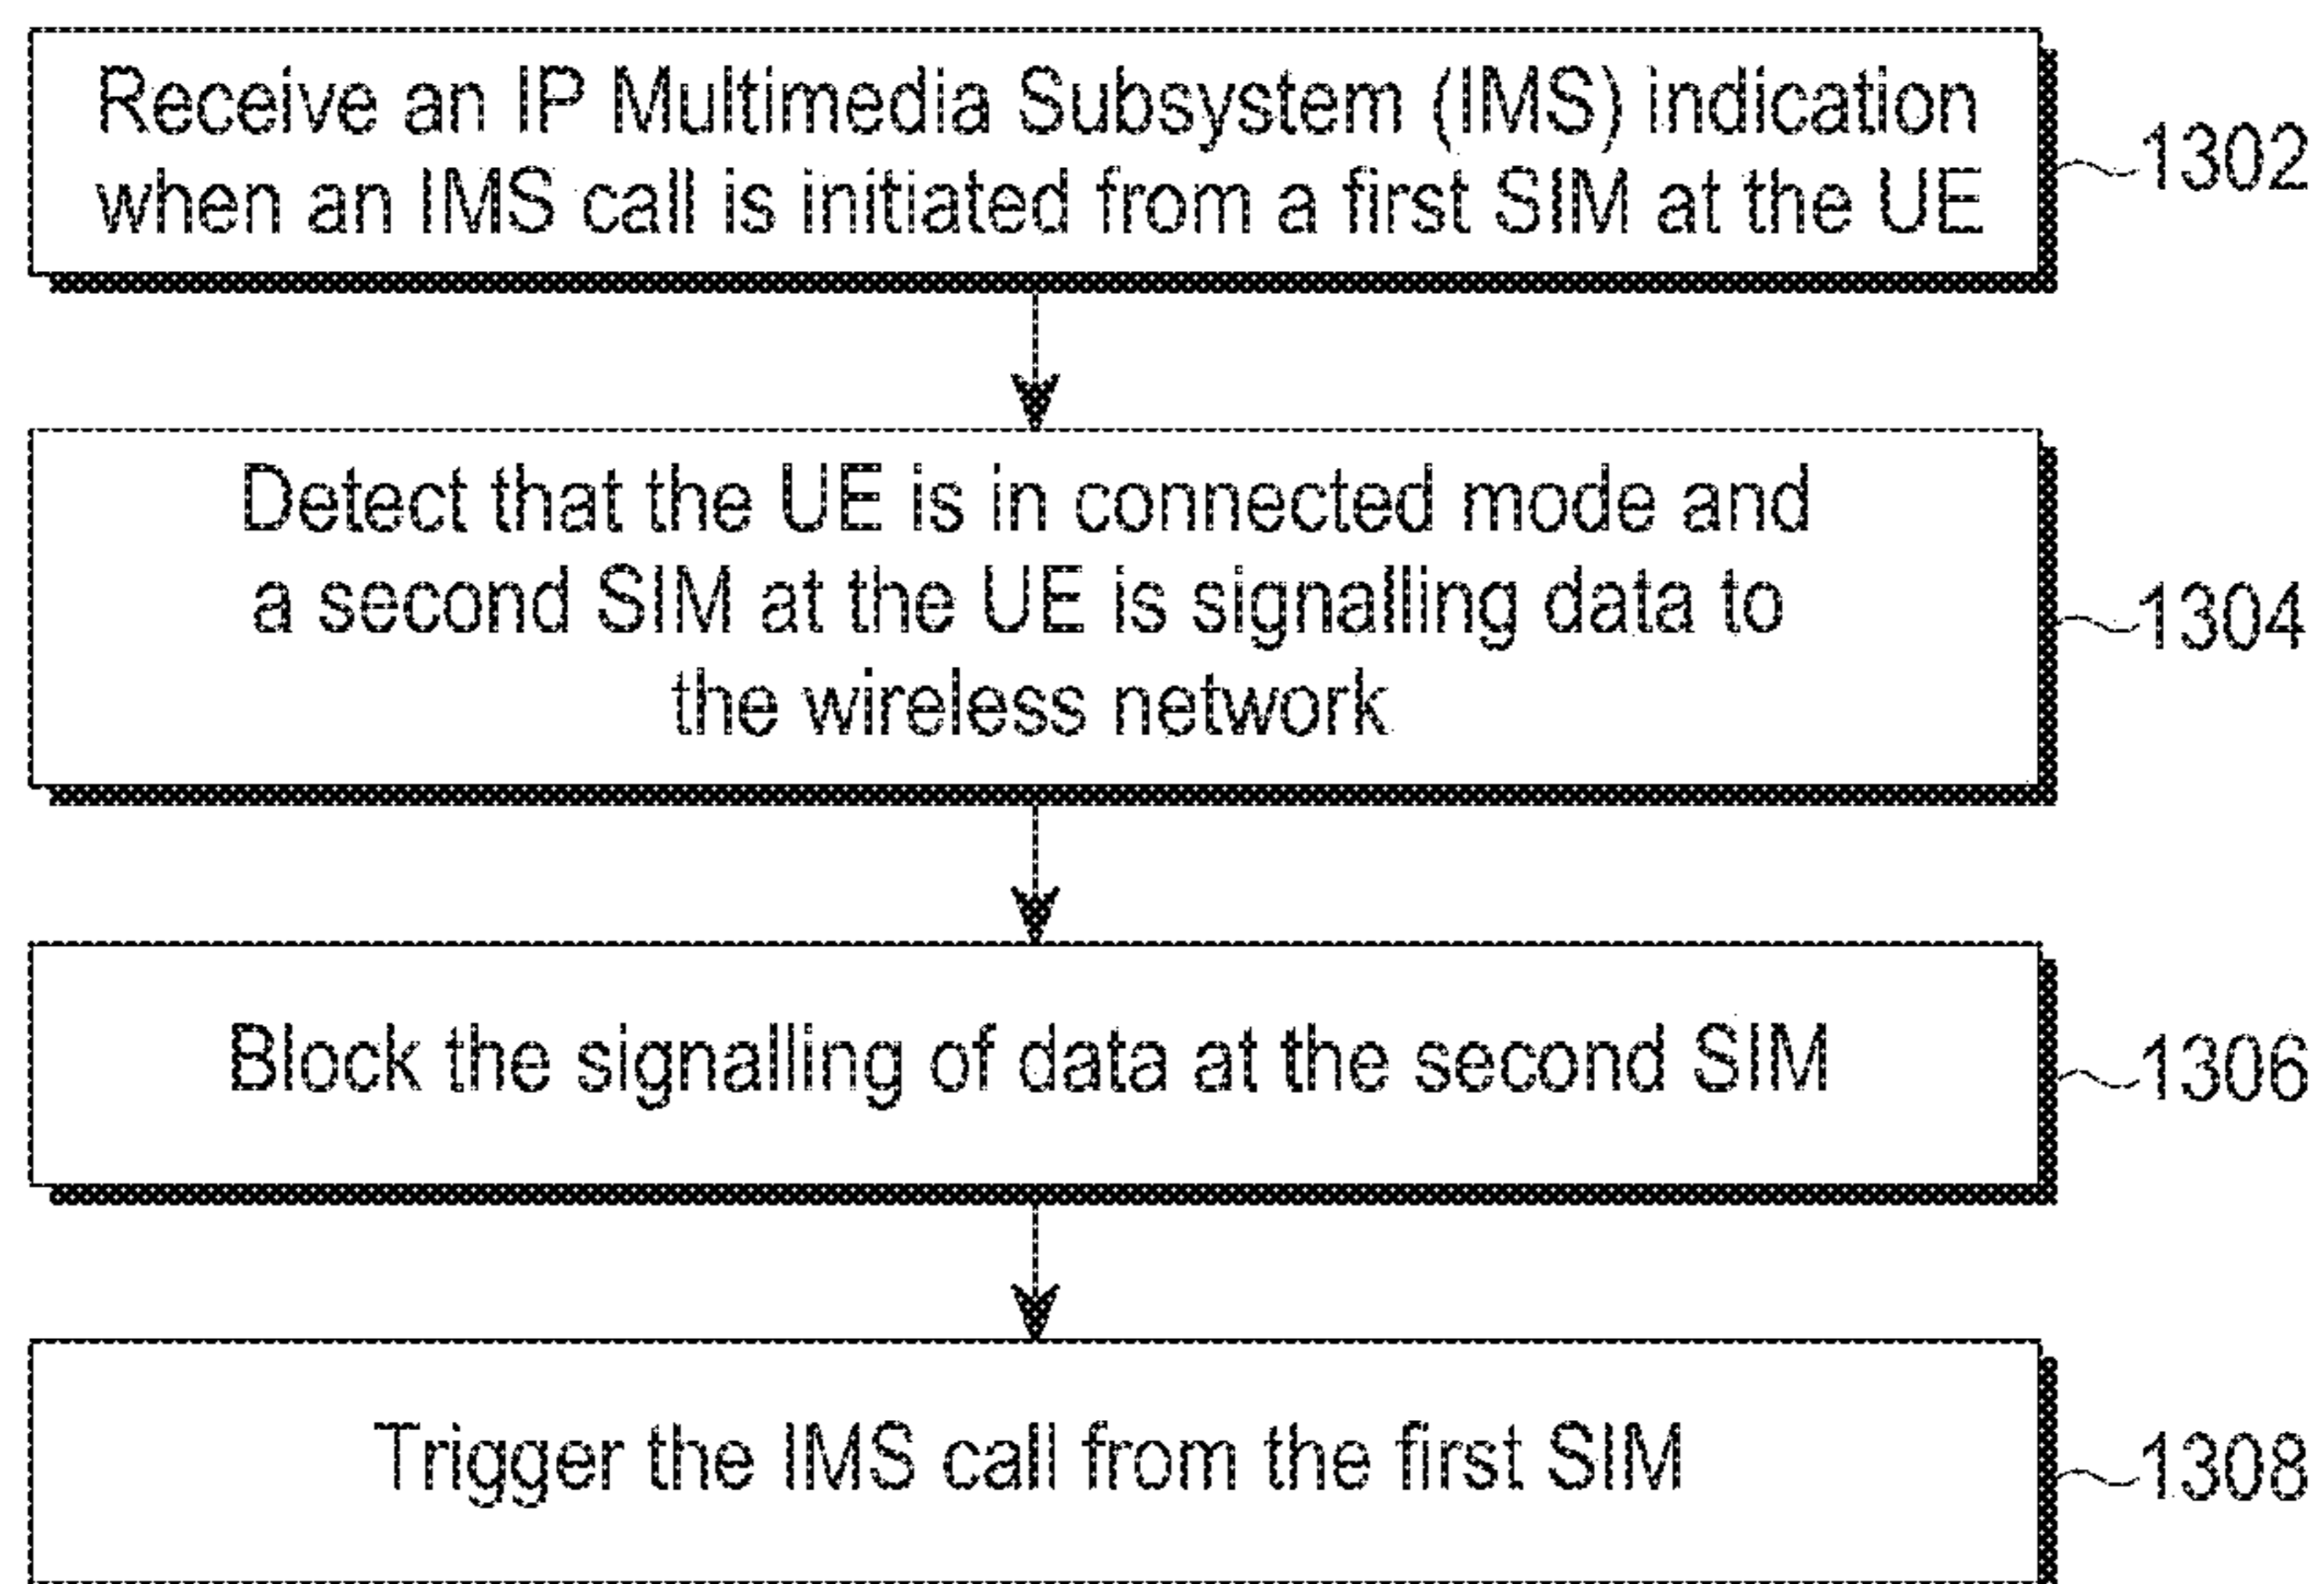 Receive an IP Multimedia Subsystem (IMS) indication
when an IMS call is initiated from a first SIM at the UE
1302
Detect that the UE is in connected mode and
a second SIM at the UE is signalling data to
the wireless network
1304
Block the signalling of data at the second SIM
1306
Trigger the IMS call from the first SIM
1308